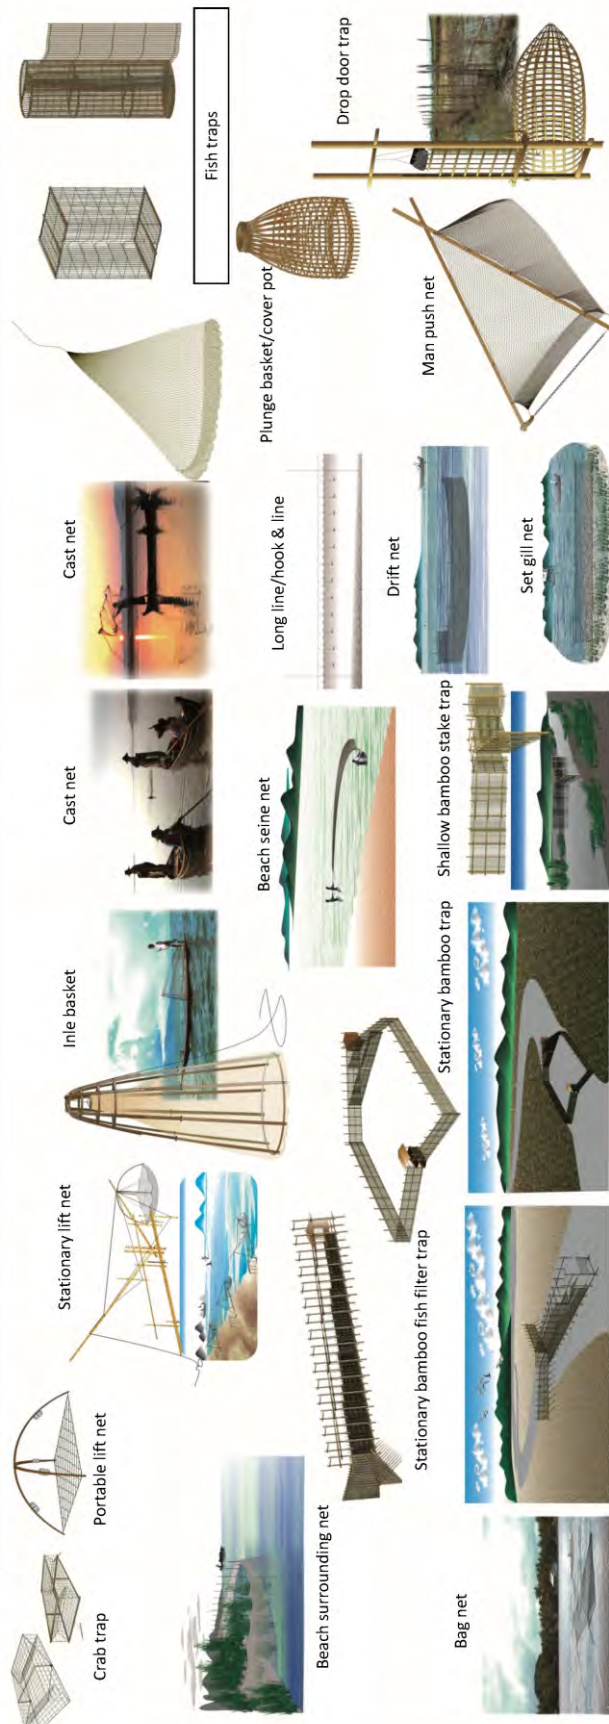 Crab trap
Portable lift net
Stationary lift net
Inle basket
Cast net
Cast net
Fish traps
Beach surrounding net
Stationary bamboo fish filter trap
Beach seine net
Long line/hook & line
Plunge basket/cover pot
Drop door trap
Bag net
Stationary bamboo trap
Shallow bamboo stake trap
Drift net
Set gill net
Man push net